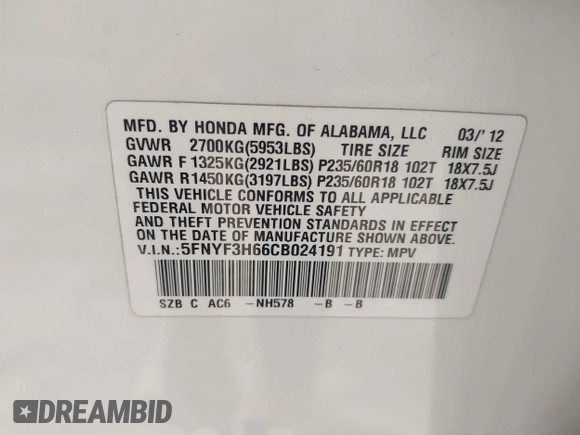 MFD. BY HONDA MFG. OF ALABAMA, LLC 03/'12
GVWR 2700KG(5953LBS) TIRE SIZE RIM SIZE
GAWR F 1325KG(2921LBS) P235/60R18 102T 18X7.5J
GAWR R1450KG(3197LBS) P235/60R18 102T 18X7.5J
THIS VEHICLE CONFORMS TO ALL APPLICABLE
FEDERAL MOTOR VEHICLE SAFETY
AND THEFT PREVENTION STANDARDS IN EFFECT
ON THE DATE OF MANUFACTURE SHOWN ABOVE.
V.I.N.:5FNYF3H66CB024191 TYPE: MPV
SZB C AC6 -NH578 -B -B
DREAMBID